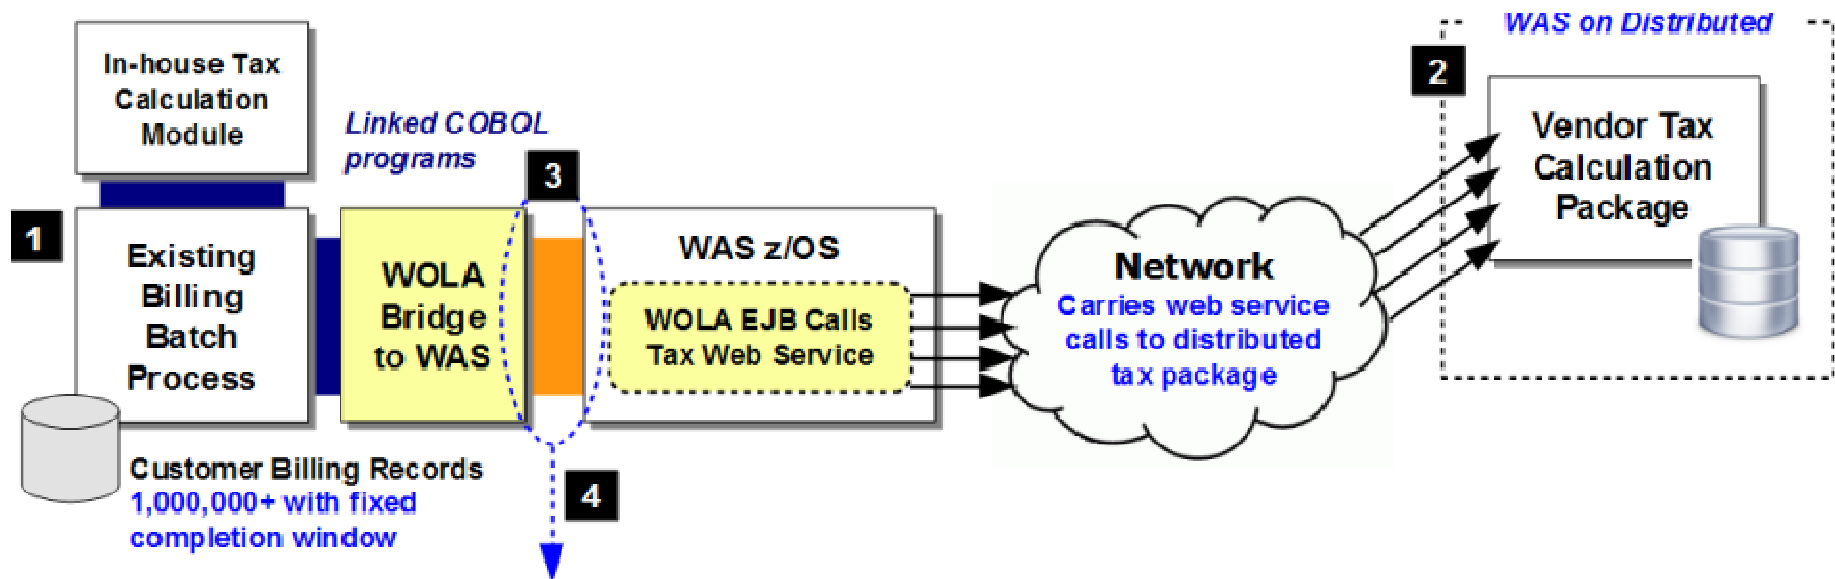 In-house Tax
Calculation
Module
Linked COBOL
programs
1
Existing
Billing
Batch
Process
WOLA
Bridge
to WAS
3
WAS z/OS
WOLA EJB Calls
Tax Web Service
Network
Carries web service
calls to distributed
tax package
WAS on Distributed
2
Vendor Tax
Calculation
Package
Customer Billing Records
1,000,000+ with fixed
completion window
4